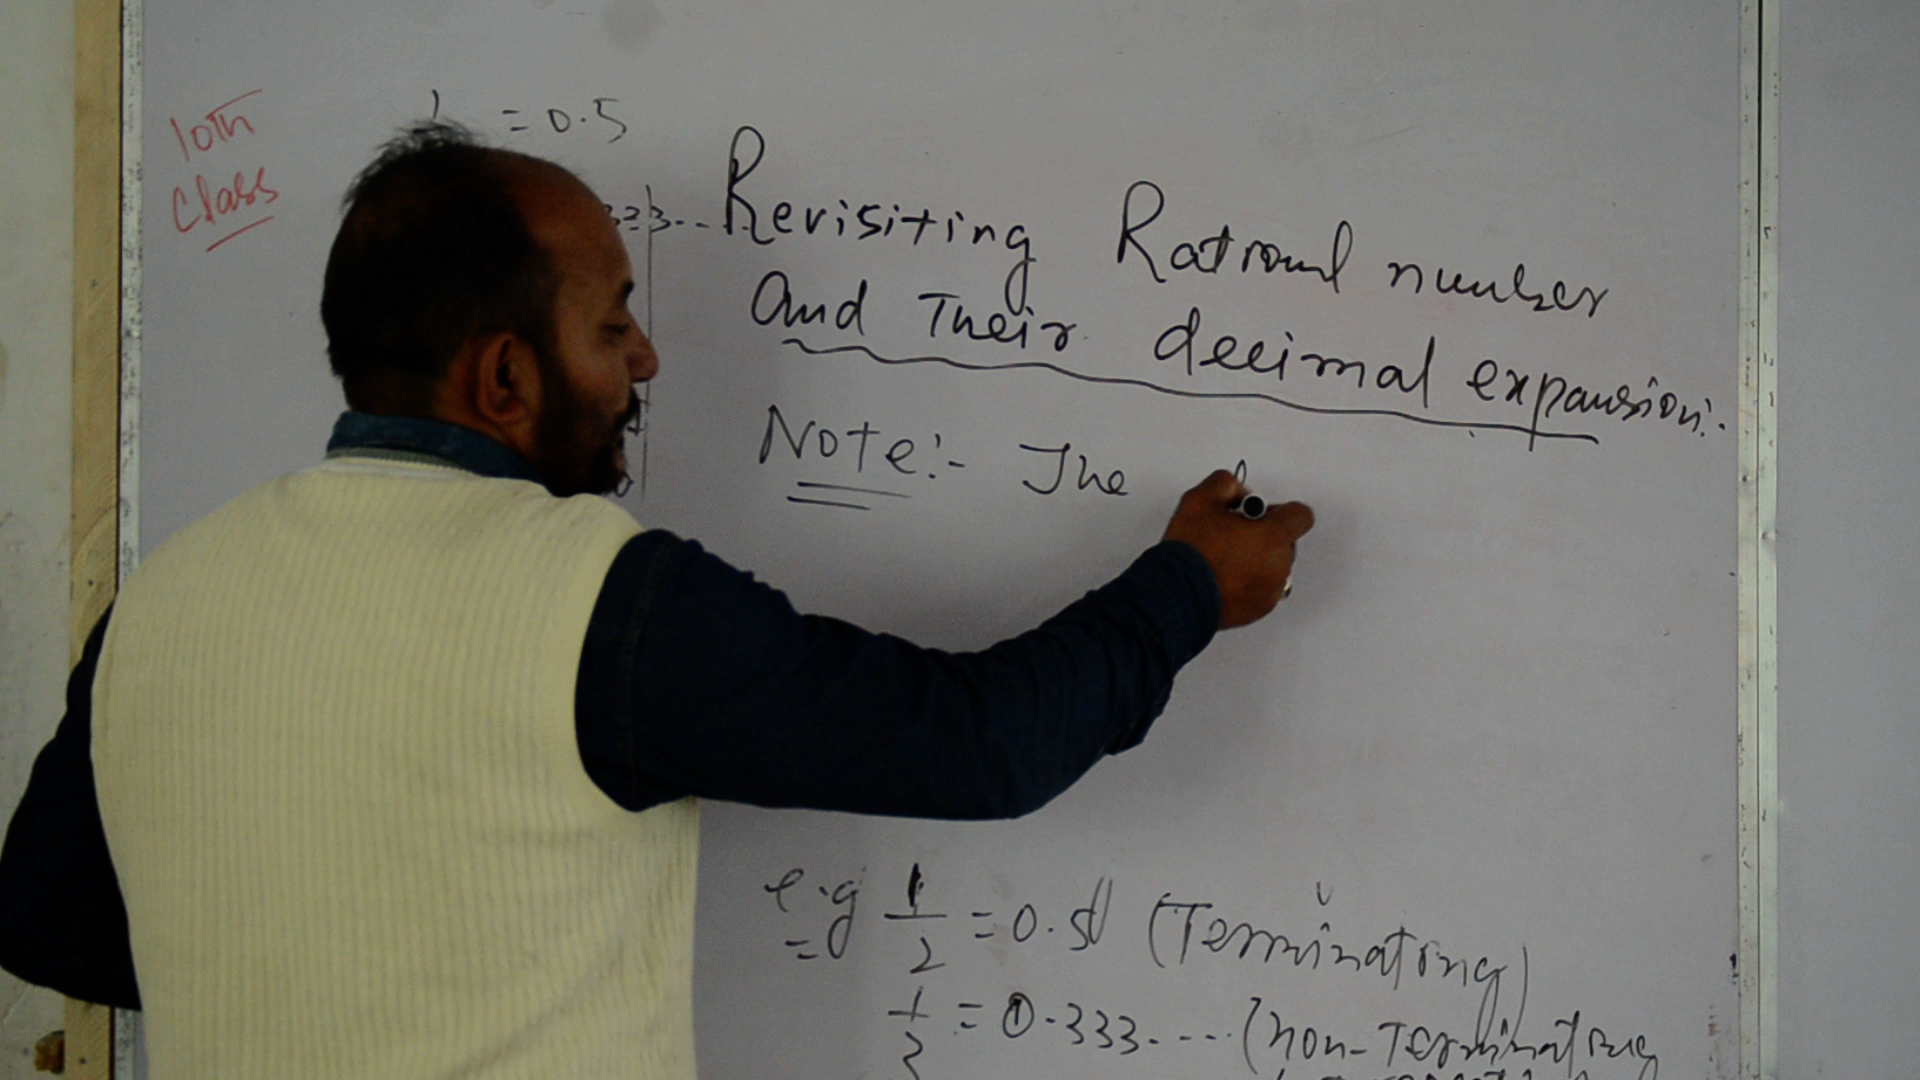 10th
Class
= 0.5
Revisiting Rational number
and Their decimal expansion:-
Note:- The
e.g 1/2 = 0.5 (Terminating)
1/3 = 0.333.... (non-Terminating